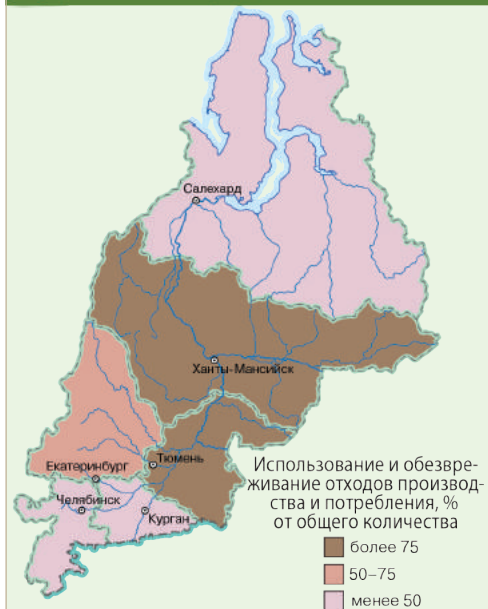 Салехард
Ханты-Мансийск
Тюмень
Екатеринбург
Челябинск
Курган
Использование и обезвре-
живание отходов производ-
ства и потребления, %
от общего количества
более 75
50–75
менее 50